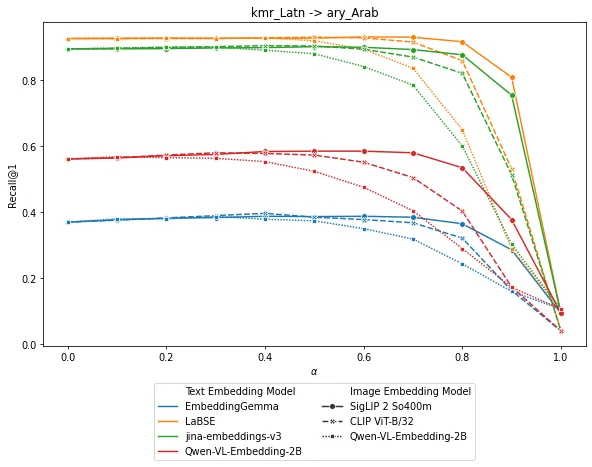 kmr_Latn -> ary_Arab
Recall@1
0.8
0.6
0.4
0.2
0.0
0.0 0.2 0.4 0.6 0.8 1.0
α
Text Embedding Model Image Embedding Model
EmbeddingGemma SigLIP 2 So400m
LaBSE CLIP ViT-B/32
jina-embeddings-v3 Qwen-VL-Embedding-2B
Qwen-VL-Embedding-2B